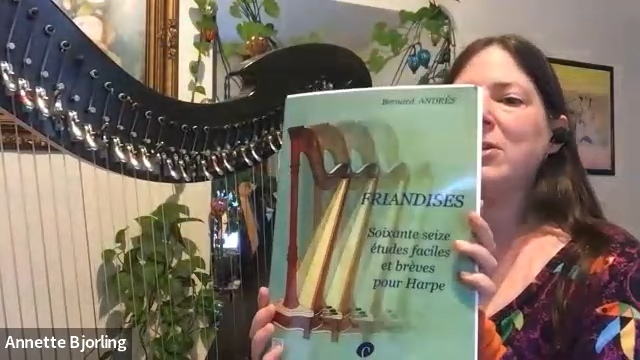 Bernard ANDRÈS
FRIANDISES
Soixante seize
études faciles
et brèves
pour Harpe
Annette Bjorling